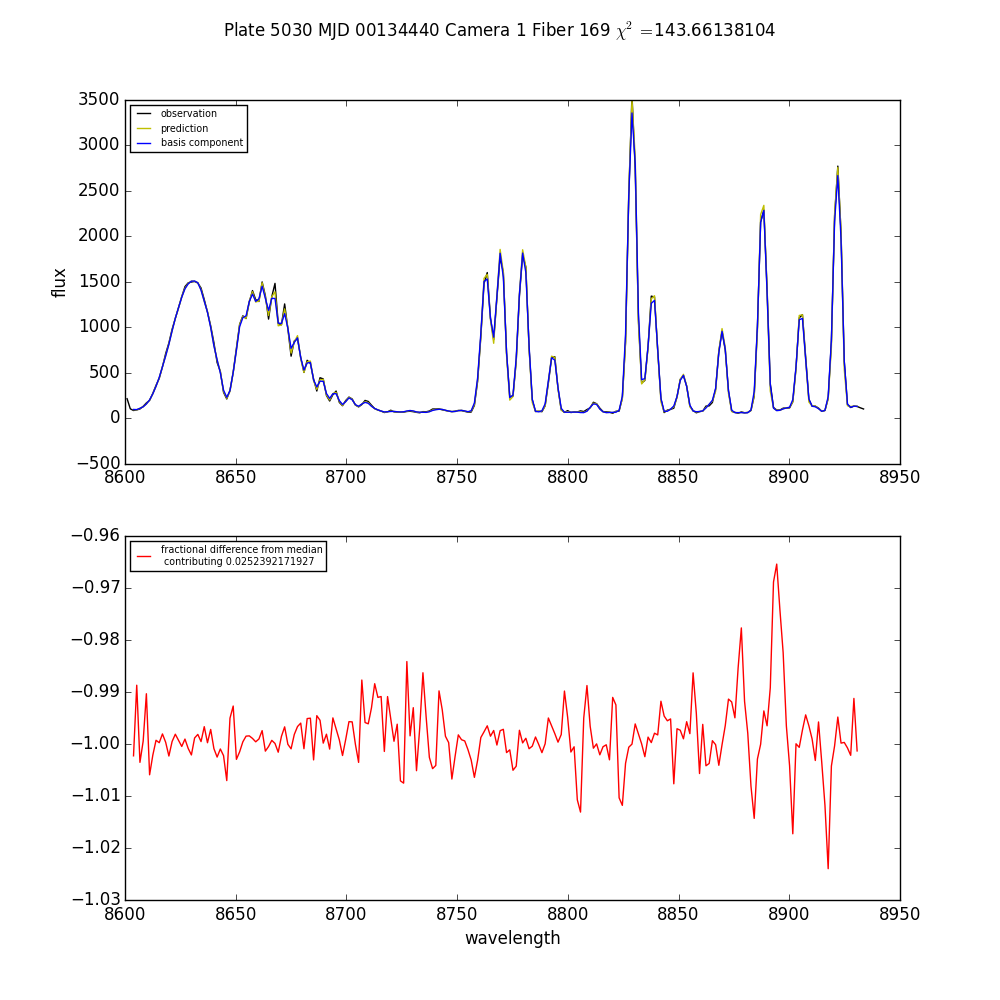 Plate 5030 MJD 00134440 Camera 1 Fiber 169 χ² =143.66138104
3500
3000
2500
2000
1500
1000
500
0
−500
flux
observation
prediction
basis component
8600 8650 8700 8750 8800 8850 8900 8950
−0.96
−0.97
−0.98
−0.99
−1.00
−1.01
−1.02
−1.03
fractional difference from median
contributing 0.0252392171927
8600 8650 8700 8750 8800 8850 8900 8950
wavelength